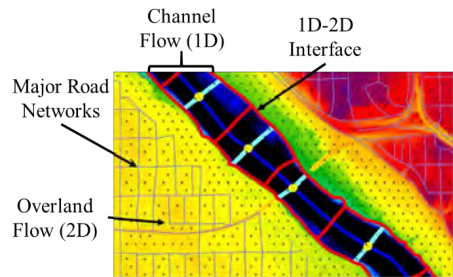 Channel
Flow (1D)
1D-2D
Interface
Major Road
Networks
Overland
Flow (2D)